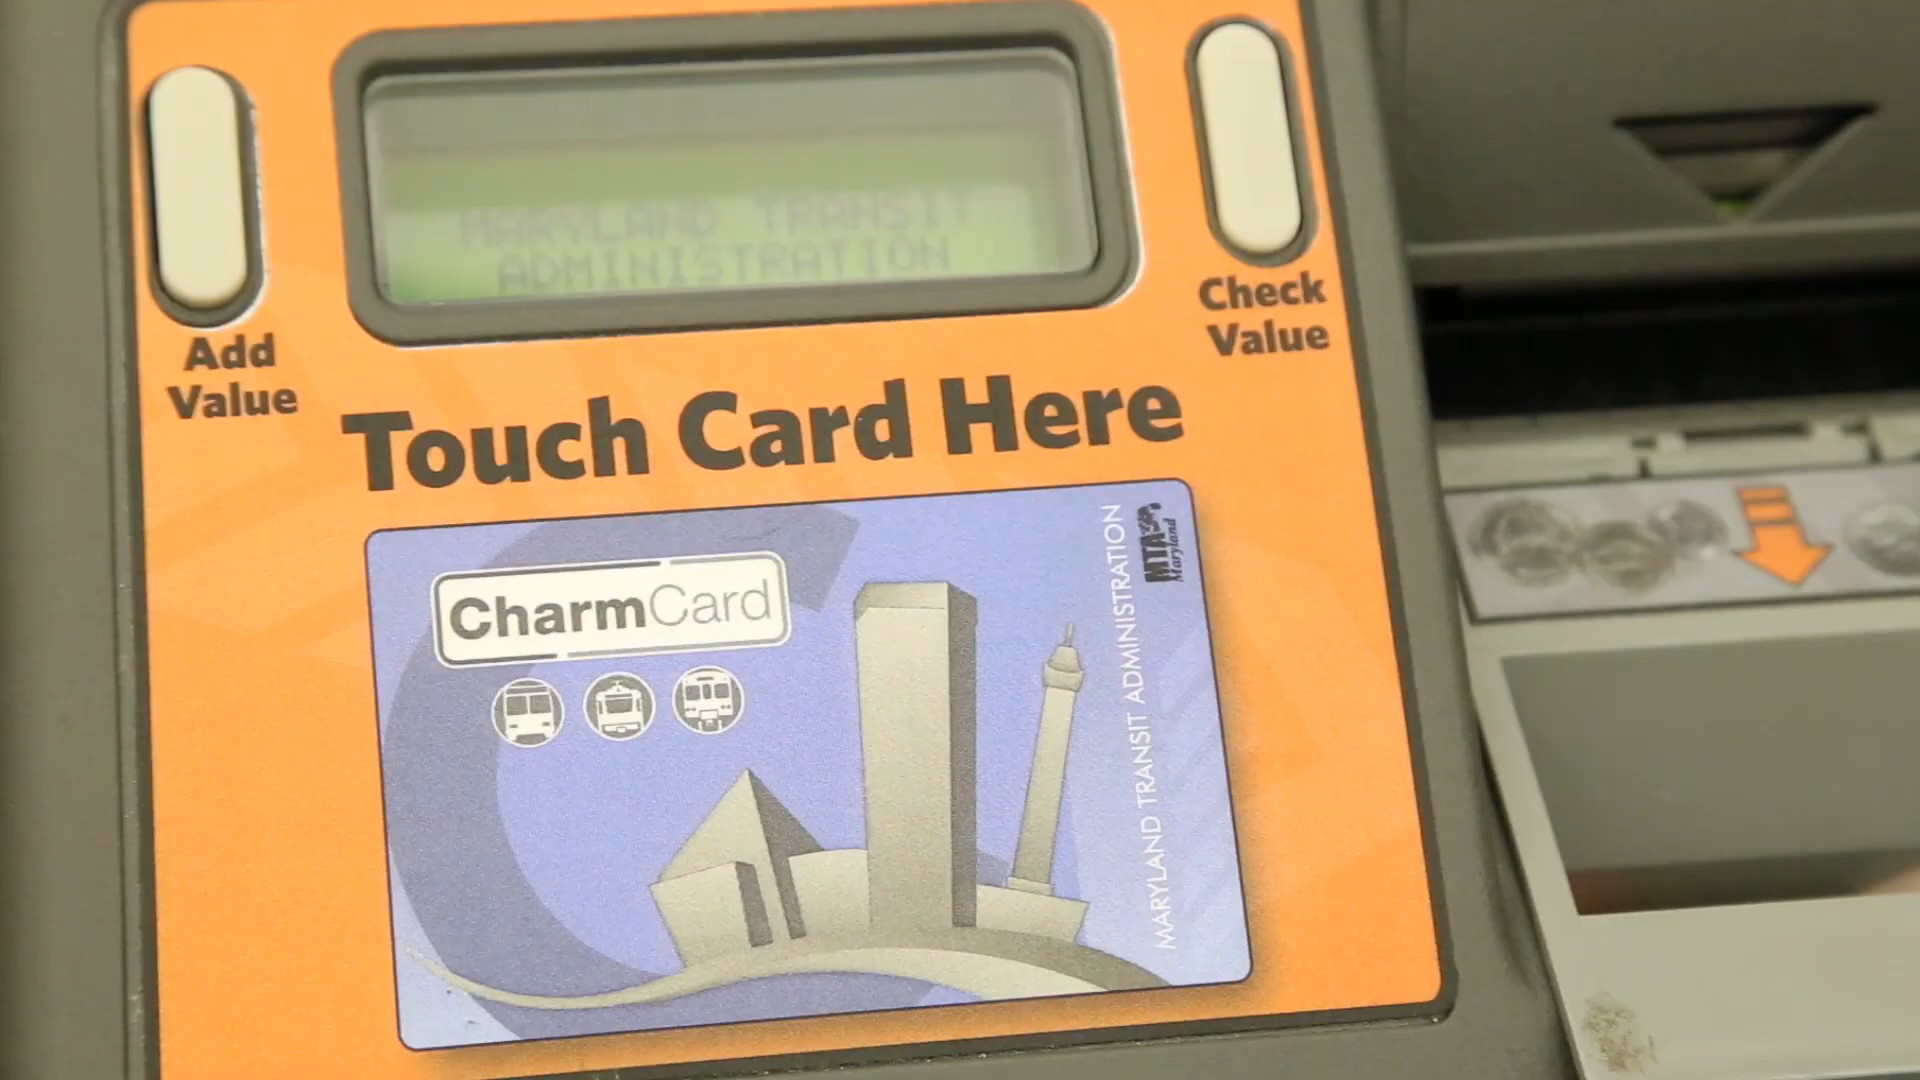 MARYLAND TRANSIT
ADMINISTRATION
Add
Value
Check
Value
Touch Card Here
CharmCard
MARYLAND TRANSIT ADMINISTRATION
MTA
Maryland